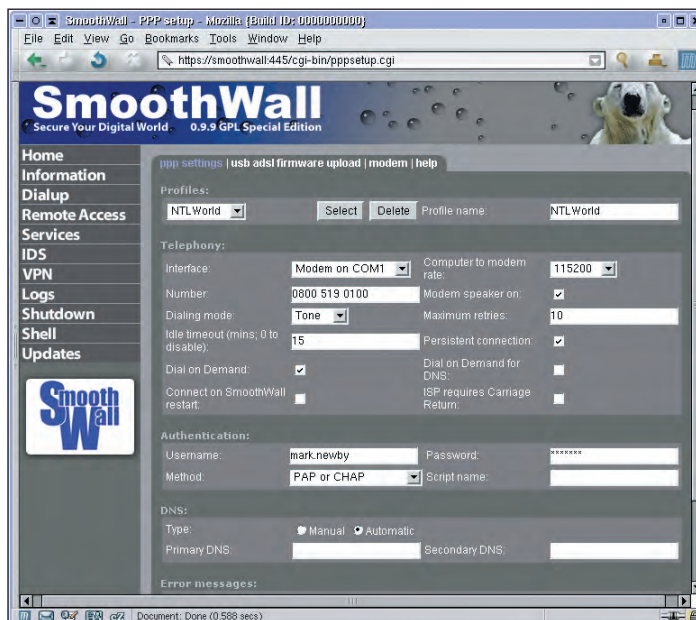 SmoothWall - PPP setup - Mozilla {Build ID: 0000000000}
File Edit View Go Bookmarks Tools Window Help
https://smoothwall:445/cgi-bin/pppsetup.cgi
SmoothWall
Secure Your Digital World 0.9.9 GPL Special Edition
Home
Information
Dialup
Remote Access
Services
IDS
VPN
Logs
Shutdown
Shell
Updates
Smooth
Wall
ppp settings | usb adsl firmware upload | modem | help
Profiles:
NTLWorld Select Delete Profile name: NTLWorld
Telephony:
Interface: Modem on COM1 Computer to modem rate: 115200
Number: 0800 519 0100 Modem speaker on:
Dialing mode: Tone Maximum retries: 10
Idle timeout (mins; 0 to disable): 15 Persistent connection:
Dial on Demand: Dial on Demand for DNS:
Connect on SmoothWall restart: ISP requires Carriage Return:
Authentication:
Username: mark.newby Password: *******
Method: PAP or CHAP Script name:
DNS:
Type: Manual Automatic
Primary DNS: Secondary DNS:
Error messages:
Document: Done (0.588 secs)